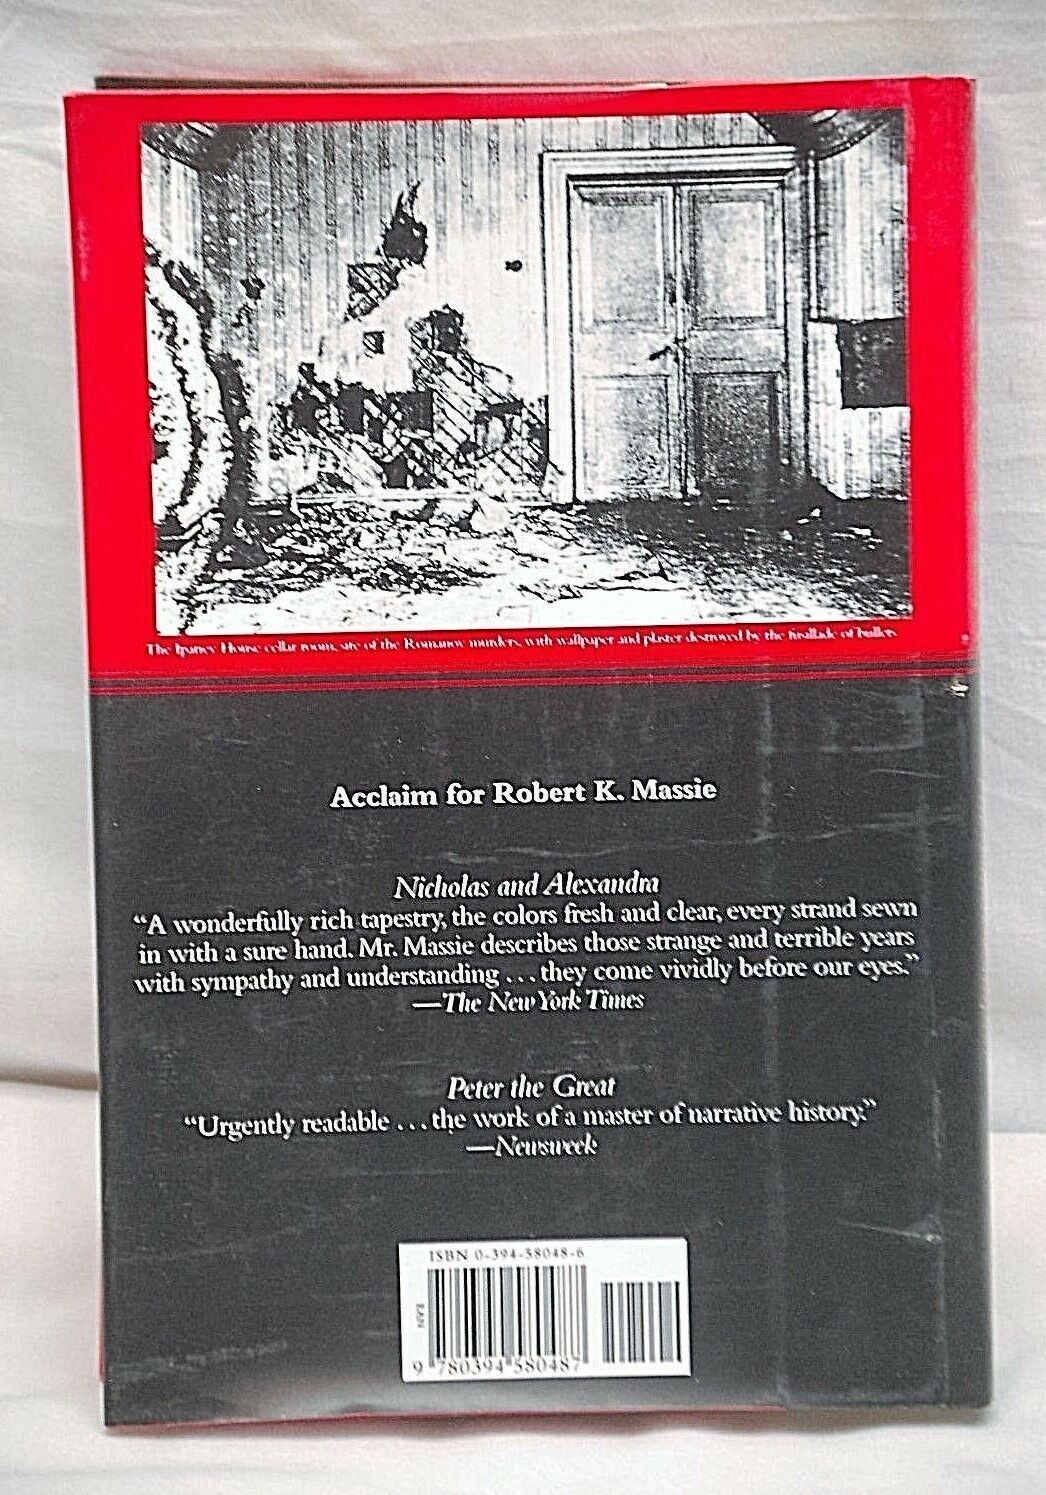 The Ipatiev House cellar room, site of the Romanov murders, with wallpaper and plaster destroyed by the fusillade of bullets
Acclaim for Robert K. Massie
Nicholas and Alexandra
“A wonderfully rich tapestry, the colors fresh and clear, every strand sewn
in with a sure hand. Mr. Massie describes those strange and terrible years
with sympathy and understanding . . . they come vividly before our eyes.”
—The New York Times
Peter the Great
“Urgently readable . . . the work of a master of narrative history.”
—Newsweek
ISBN 0-394-58048-6
EAN
9 780394 580487